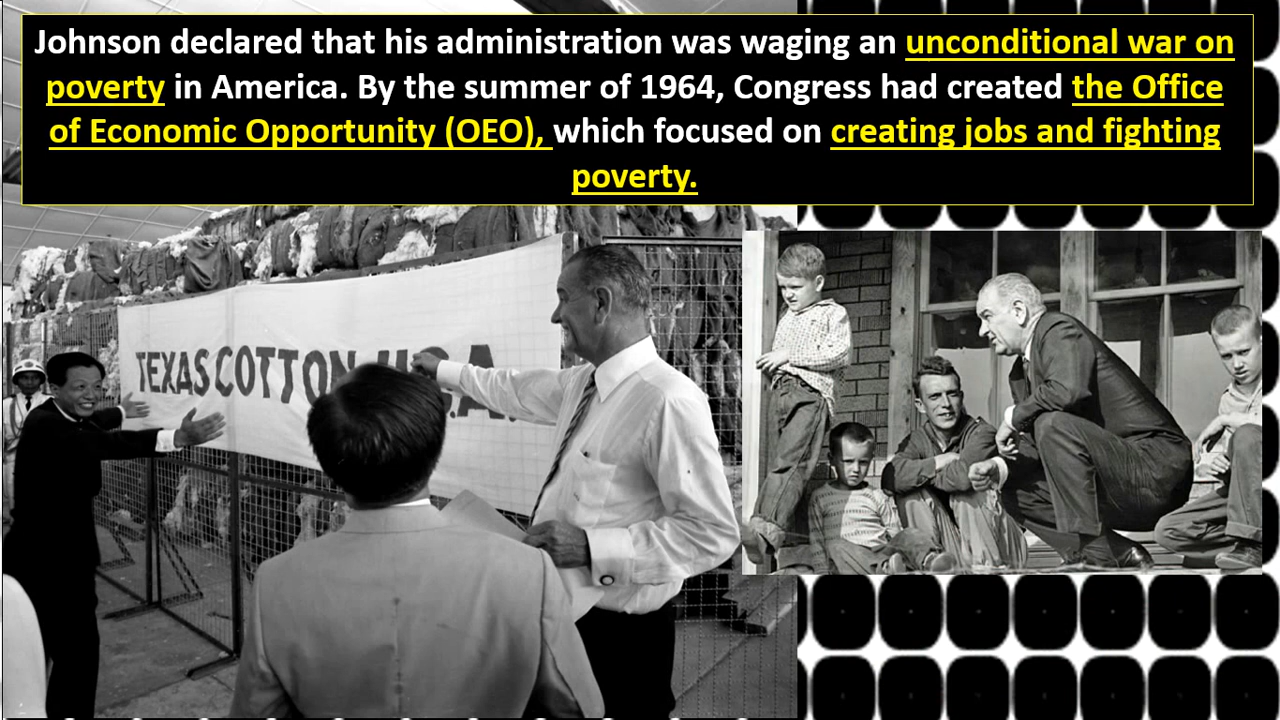 Johnson declared that his administration was waging an unconditional war on
poverty in America. By the summer of 1964, Congress had created the Office
of Economic Opportunity (OEO), which focused on creating jobs and fighting
poverty.
TEXAS COTTON U.S.A.